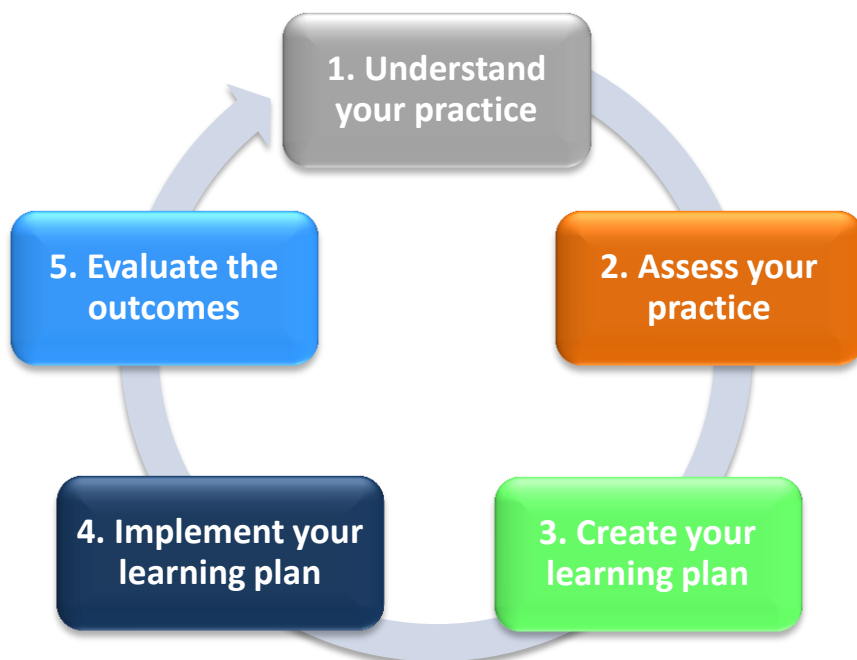 1. Understand
your practice
2. Assess your
practice
3. Create your
learning plan
4. Implement your
learning plan
5. Evaluate the
outcomes